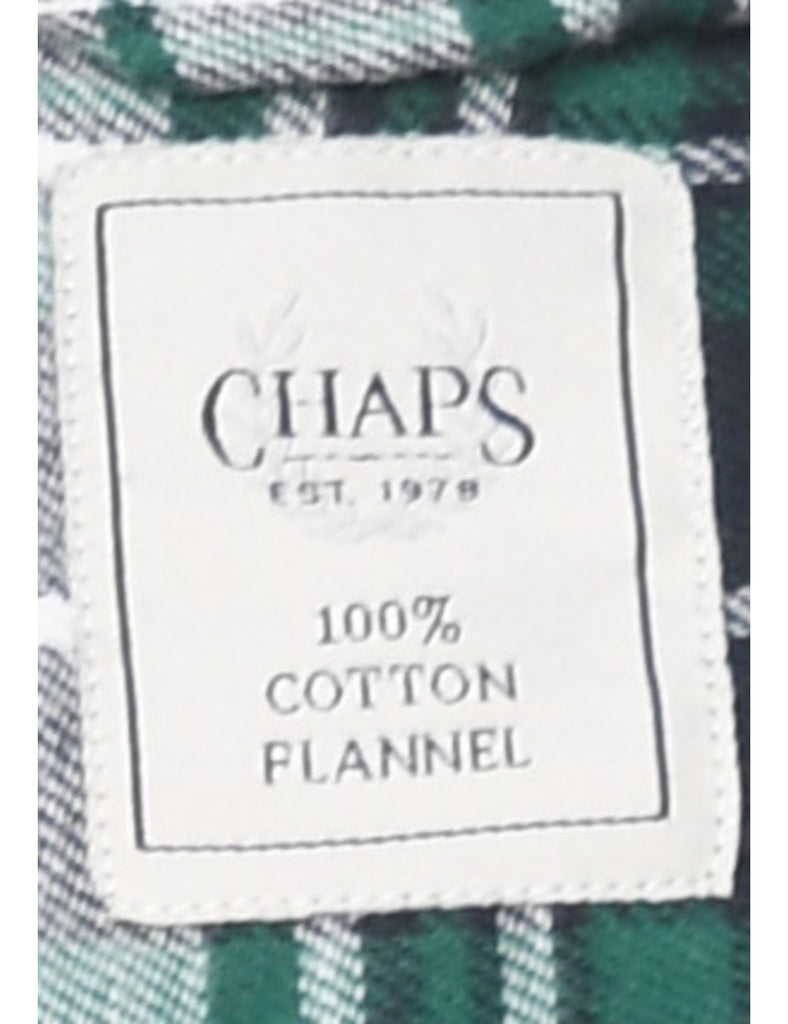 CHAPS
EST. 1978
100%
COTTON
FLANNEL